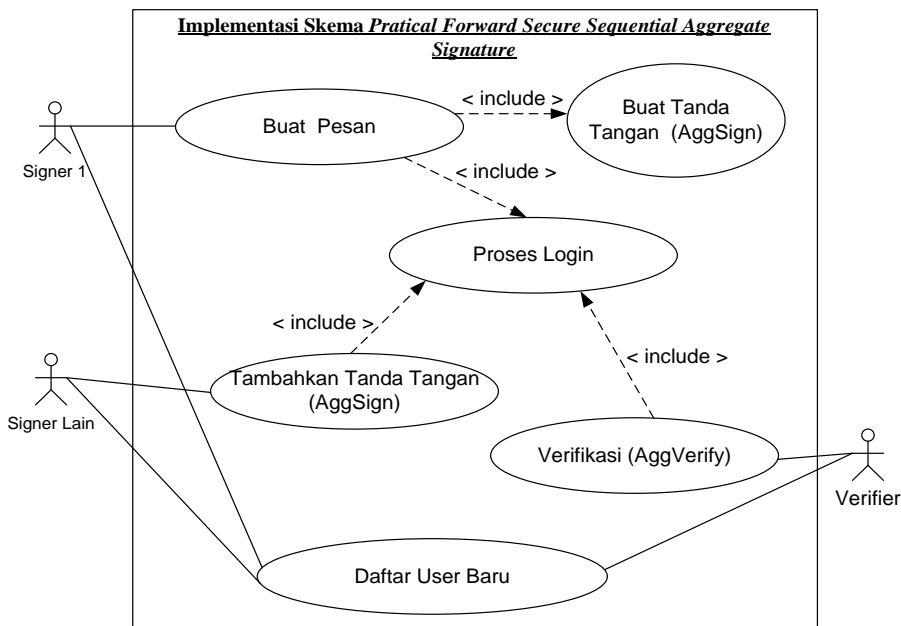 Implementasi Skema Pratical Forward Secure Sequential Aggregate
Signature
< include >
Buat Pesan
Buat Tanda
Tangan (AggSign)
Signer 1
< include >
Proses Login
< include >
< include >
Tambahkan Tanda Tangan
(AggSign)
Signer Lain
Verifikasi (AggVerify)
Verifier
Daftar User Baru